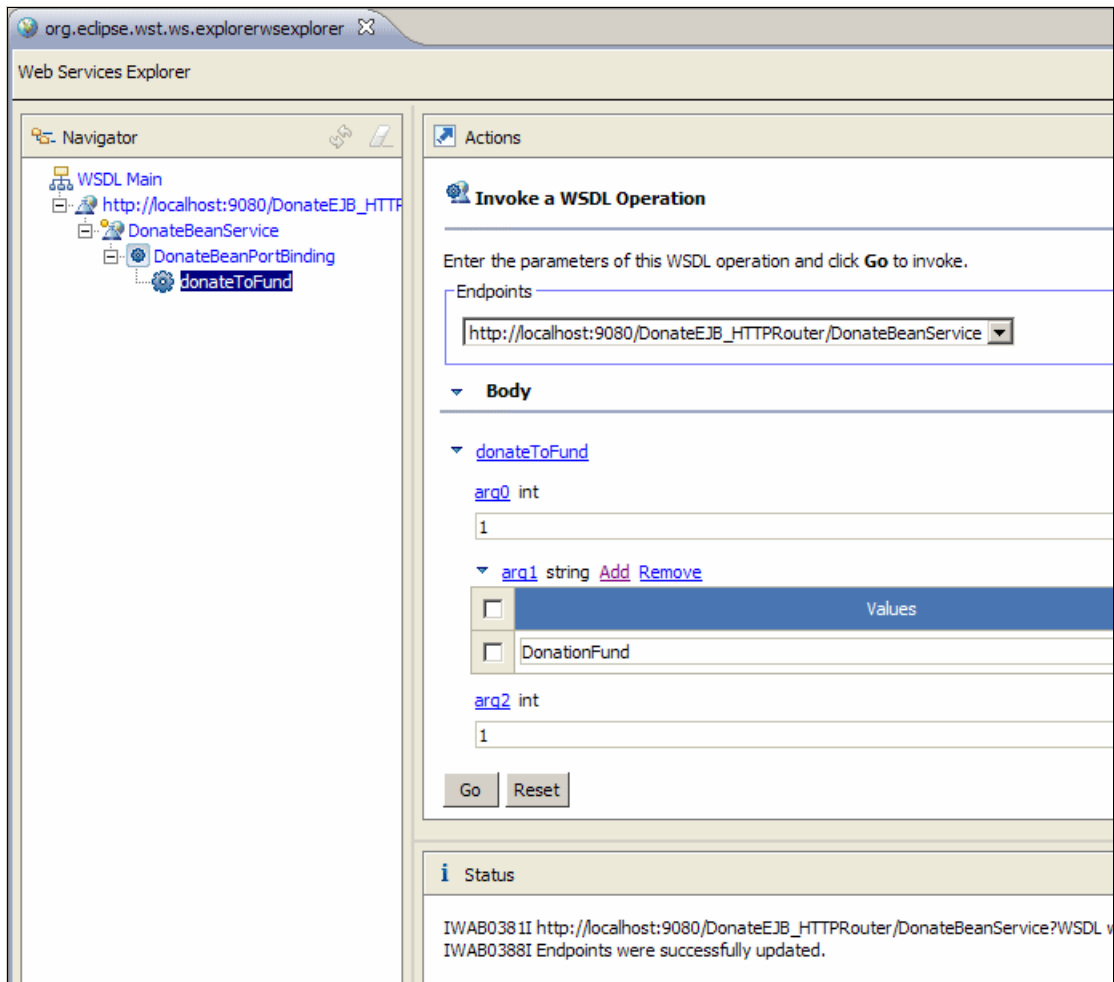 org.eclipse.wst.ws.explorerwsexplorer
Web Services Explorer
Navigator
WSDL Main
http://localhost:9080/DonateEJB_HTTP
DonateBeanService
DonateBeanPortBinding
donateToFund
Actions
Invoke a WSDL Operation
Enter the parameters of this WSDL operation and click Go to invoke.
Endpoints
http://localhost:9080/DonateEJB_HTTPRouter/DonateBeanService
Body
donateToFund
arg0 int
1
arg1 string Add Remove
Values
DonationFund
arg2 int
1
Go Reset
i Status
IWAB0381I http://localhost:9080/DonateEJB_HTTPRouter/DonateBeanService?WSDL
IWAB0388I Endpoints were successfully updated.